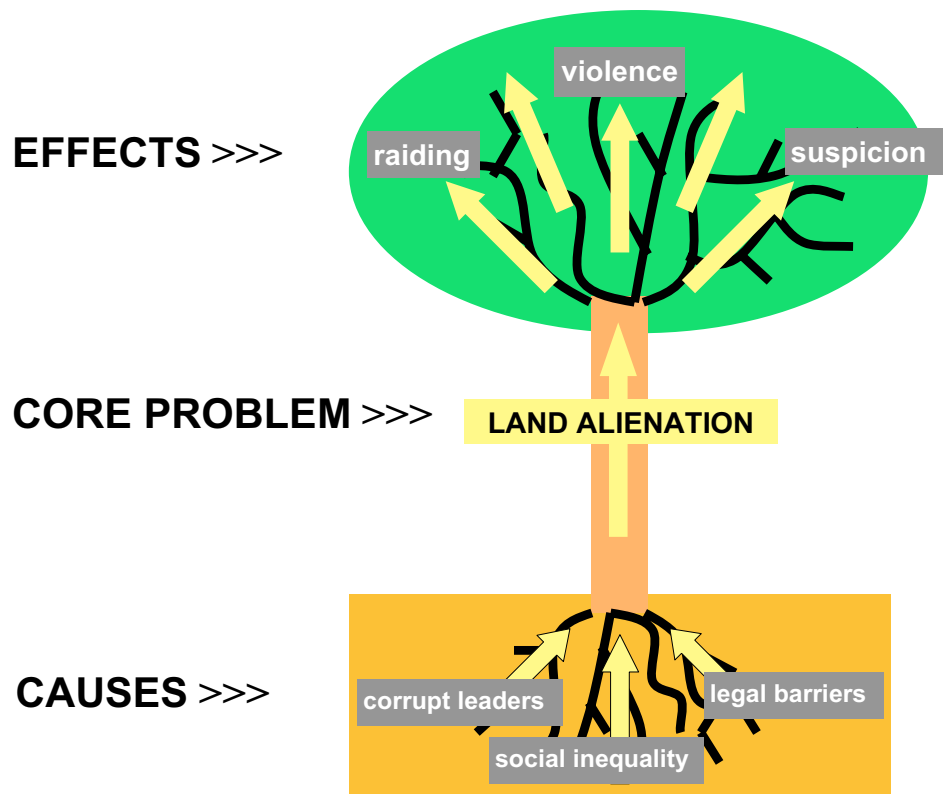 violence
EFFECTS >>>
raiding
suspicion
CORE PROBLEM >>>
LAND ALIENATION
CAUSES >>>
corrupt leaders
legal barriers
social inequality